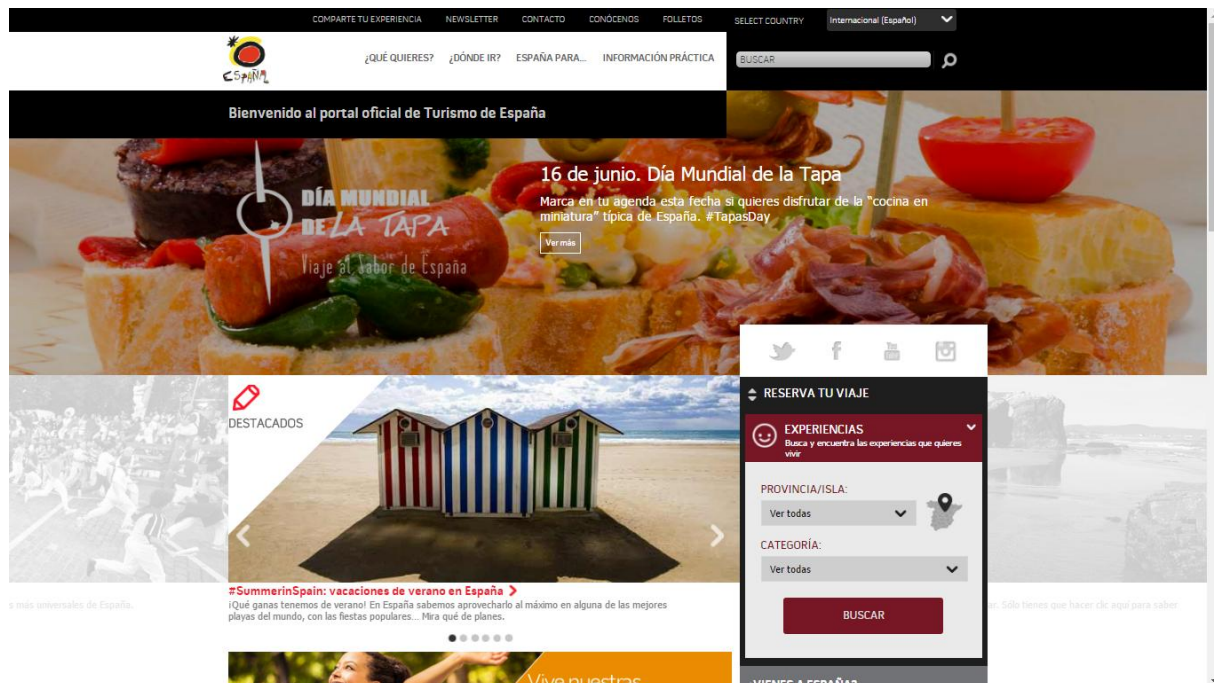 COMPARTE TU EXPERIENCIA NEWSLETTER CONTACTO CONÓCENOS FOLLETOS SELECT COUNTRY Internacional (Español)
ESPAÑA
¿QUÉ QUIERES? ¿DÓNDE IR? ESPAÑA PARA... INFORMACIÓN PRÁCTICA
BUSCAR
Bienvenido al portal oficial de Turismo de España
DÍA MUNDIAL
DE LA TAPA
Viaje al Sabor de España
16 de junio. Día Mundial de la Tapa
Marca en tu agenda esta fecha si quieres disfrutar de la "cocina en
miniatura" típica de España. #TapasDay
Ver más
You
Tube
DESTACADOS
#SummerinSpain: vacaciones de verano en España
¡Qué ganas tenemos de verano! En España sabemos aprovecharlo al máximo en alguna de las mejores
playas del mundo, con las fiestas populares... Mira qué de planes.
RESERVA TU VIAJE
EXPERIENCIAS
Busca y encuentra las experiencias que quieres
vivir
PROVINCIA/ISLA:
Ver todas
CATEGORÍA:
Ver todas
BUSCAR
s más universales de España.
ar. Sólo tienes que hacer clic aquí para saber
Vive nuestras
¿VIENES A ESPAÑA?